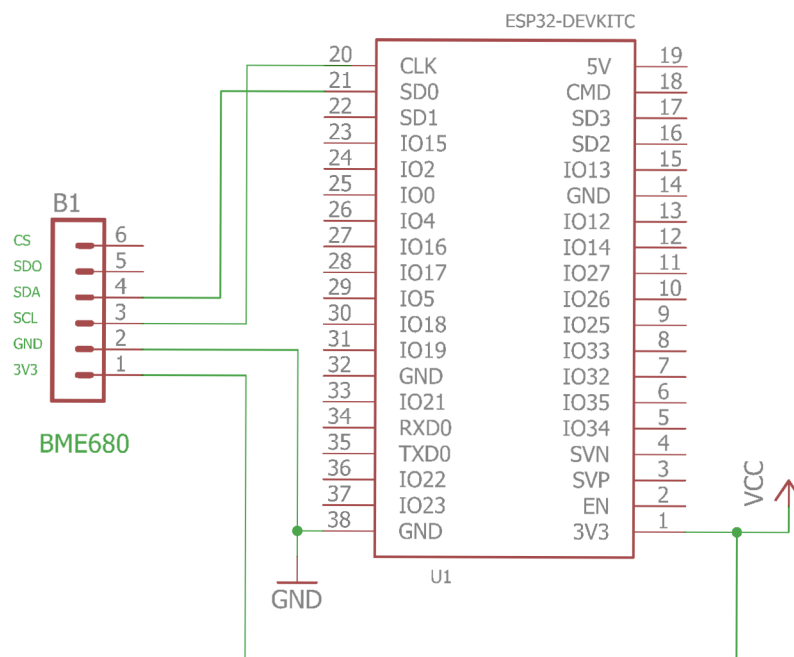 ESP32-DEVKITC
20 CLK 5V 19
21 SD0 CMD 18
22 SD1 SD3 17
23 IO15 SD2 16
24 IO2 IO13 15
25 IO0 GND 14
26 IO4 IO12 13
27 IO16 IO14 12
28 IO17 IO27 11
29 IO5 IO26 10
30 IO18 IO25 9
31 IO19 IO33 8
32 GND IO32 7
33 IO21 IO35 6
34 RXD0 IO34 5
35 TXD0 SVN 4
36 IO22 SVP 3
37 IO23 EN 2
38 GND 3V3 1
U1
B1
CS 6
SDO 5
SDA 4
SCL 3
GND 2
3V3 1
BME680
GND
VCC